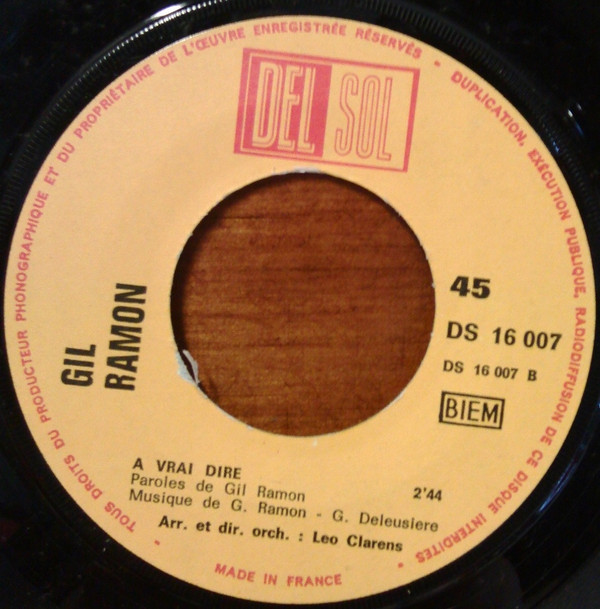 TOUS DROITS DU PRODUCTEUR PHONOGRAPHIQUE ET DU PROPRIÉTAIRE DE L'ŒUVRE ENREGISTRÉE RÉSERVÉS - DUPLICATION, EXÉCUTION PUBLIQUE, RADIODIFFUSION DE CE DISQUE INTERDITES -
DEL SOL
GIL
RAMON
45
DS 16 007
DS 16 007 B
BIEM
A VRAI DIRE
Paroles de Gil Ramon 2'44
Musique de G. Ramon - G. Deleusiere
Arr. et dir. orch. : Leo Clarens
MADE IN FRANCE